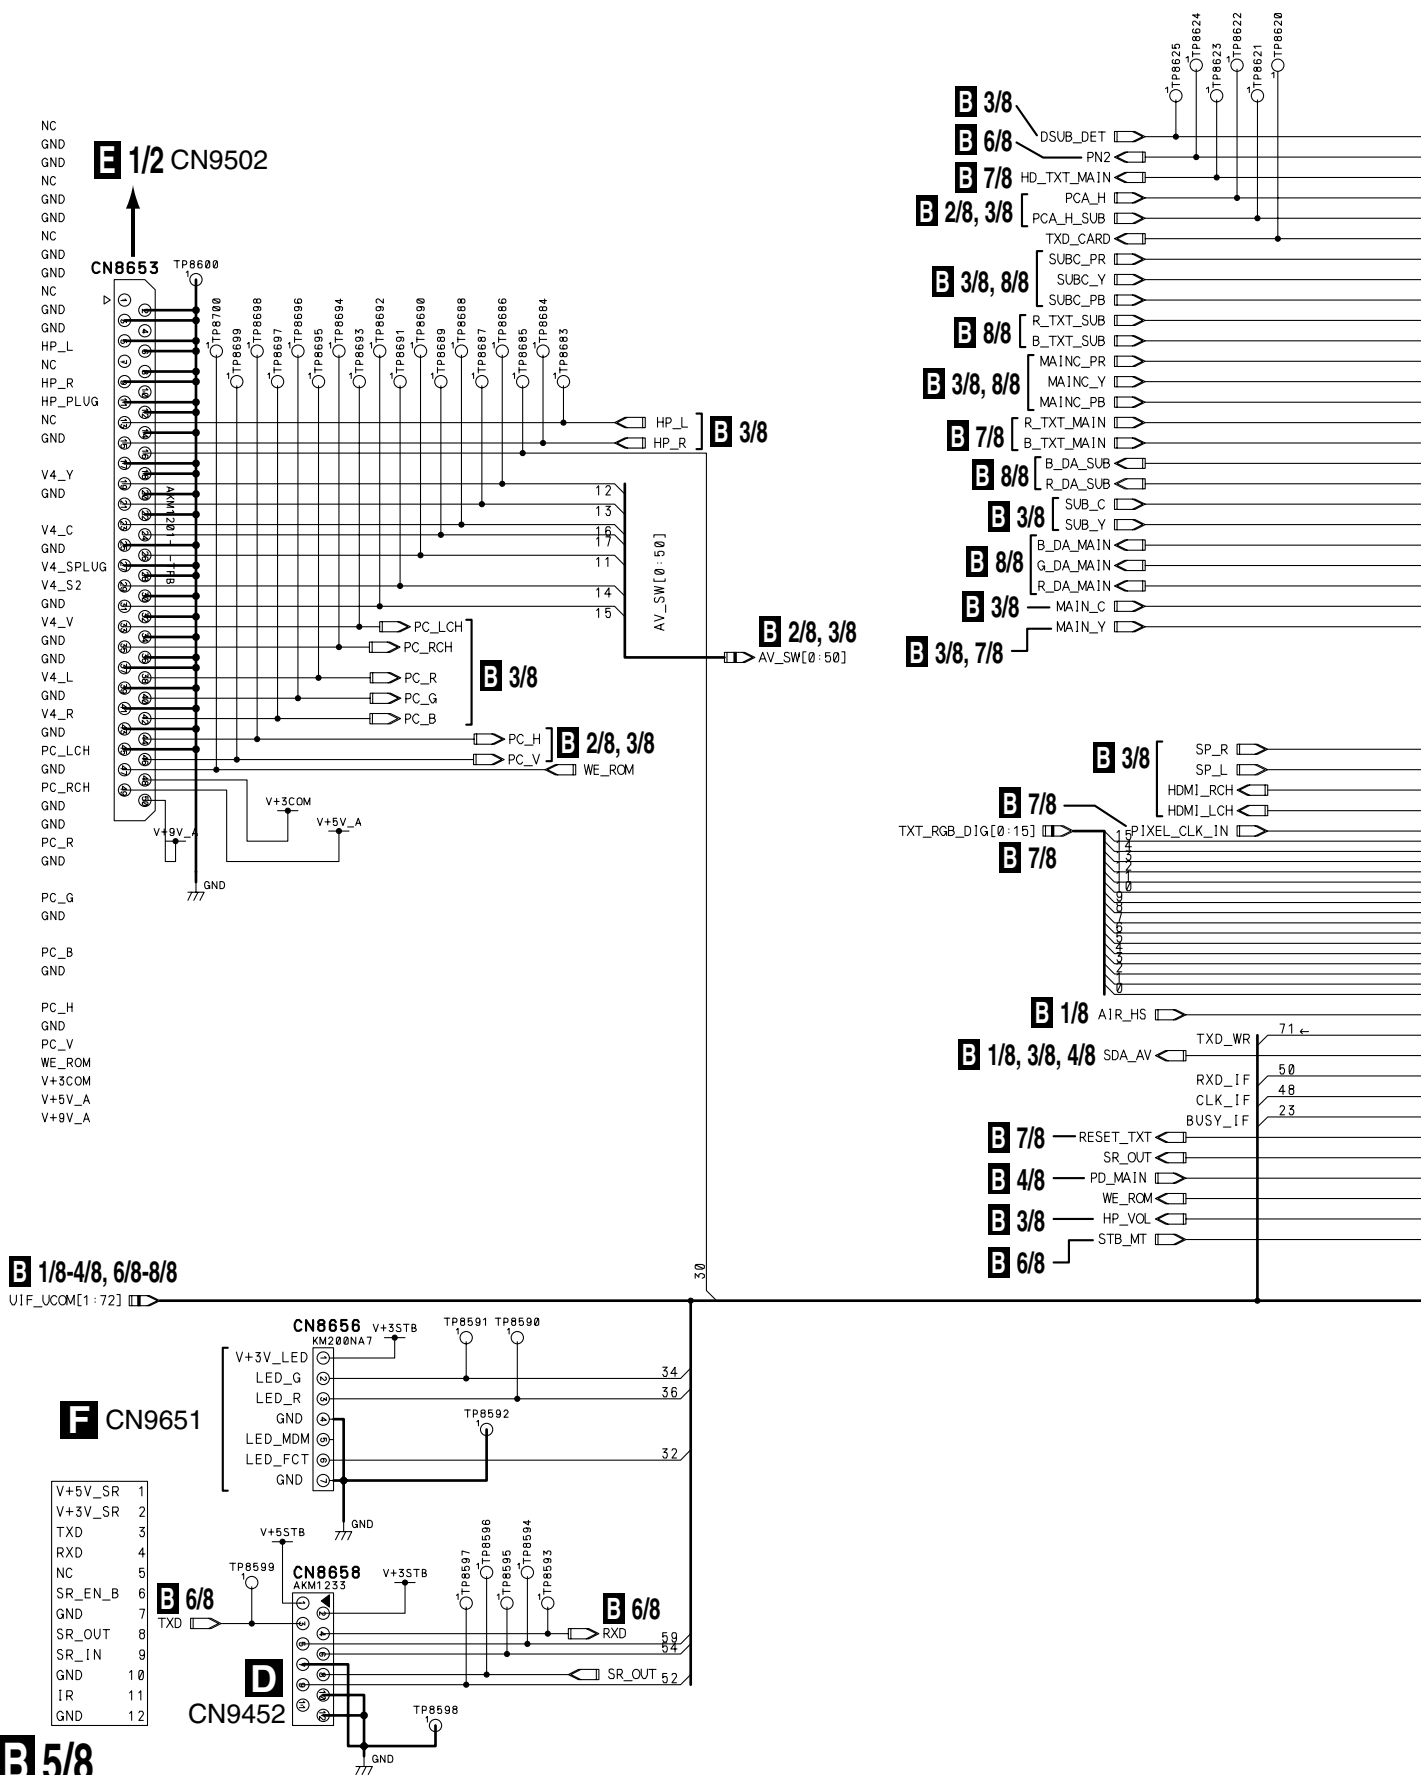 NC
GND
GND
NC
GND
GND
NC
GND
GND
NC
GND
GND
HP_L
NC
HP_R
HP_PLUG
NC
GND
V4_Y
GND
V4_C
GND
V4_SPLUG
V4_S2
GND
V4_V
GND
GND
V4_L
GND
V4_R
GND
PC_LCH
GND
PC_RCH
GND
GND
PC_R
GND
PC_G
GND
PC_B
GND
PC_H
GND
PC_V
WE_ROM
V+3COM
V+5V_A
V+9V_A
E 1/2 CN9502
CN8653
TP8600
1
TP8700
TP8699
TP8698
TP8697
TP8696
TP8695
TP8694
TP8693
TP8692
TP8691
TP8690
TP8689
TP8688
TP8687
TP8686
TP8685
TP8684
TP8683
HP_L
HP_R
B 3/8
12
13
16
17
11
14
15
AV_SW[0:50]
B 2/8, 3/8
AV_SW[0:50]
PC_LCH
PC_RCH
PC_R
PC_G
PC_B
B 3/8
PC_H
PC_V
B 2/8, 3/8
WE_ROM
V+3COM
V+5V_A
V+9V_A
GND
30
TP8625
TP8624
TP8623
TP8622
TP8621
TP8620
B 3/8
DSUB_DET
B 6/8
PN2
B 7/8
HD_TXT_MAIN
B 2/8, 3/8
PCA_H
PCA_H_SUB
TXD_CARD
B 3/8, 8/8
SUBC_PR
SUBC_Y
SUBC_PB
B 8/8
R_TXT_SUB
B_TXT_SUB
B 3/8, 8/8
MAINC_PR
MAINC_Y
MAINC_PB
B 7/8
R_TXT_MAIN
B_TXT_MAIN
B 8/8
B_DA_SUB
R_DA_SUB
B 3/8
SUB_C
SUB_Y
B 8/8
B_DA_MAIN
G_DA_MAIN
R_DA_MAIN
B 3/8
MAIN_C
MAIN_Y
B 3/8, 7/8
B 3/8
SP_R
SP_L
HDMI_RCH
HDMI_LCH
B 7/8
PIXEL_CLK_IN
TXT_RGB_DIG[0:15]
B 7/8
B 1/8
AIR_HS
TXD_WR
71 ←
B 1/8, 3/8, 4/8
SDA_AV
RXD_IF
50
CLK_IF
48
BUSY_IF
23
B 7/8
RESET_TXT
SR_OUT
B 4/8
PD_MAIN
WE_ROM
B 3/8
HP_VOL
STB_MT
B 6/8
B 1/8-4/8, 6/8-8/8
UIF_UCOM[1:72]
CN8656
KM200NA7
V+3STB
TP8591
TP8590
V+3V_LED
1
LED_G
2
34
LED_R
3
36
GND
4
TP8592
LED_MDM
5
LED_FCT
6
32
GND
7
GND
F CN9651
V+5V_SR 1
V+3V_SR 2
TXD 3
RXD 4
NC 5
SR_EN_B 6
GND 7
SR_OUT 8
SR_IN 9
GND 10
IR 11
GND 12
V+5STB
TP8599
CN8658
AKM1233
V+3STB
TP8597
TP8596
TP8595
TP8594
TP8593
B 6/8
TXD
B 6/8
RXD
59
54
SR_OUT
52
D
CN9452
TP8598
GND
B 5/8